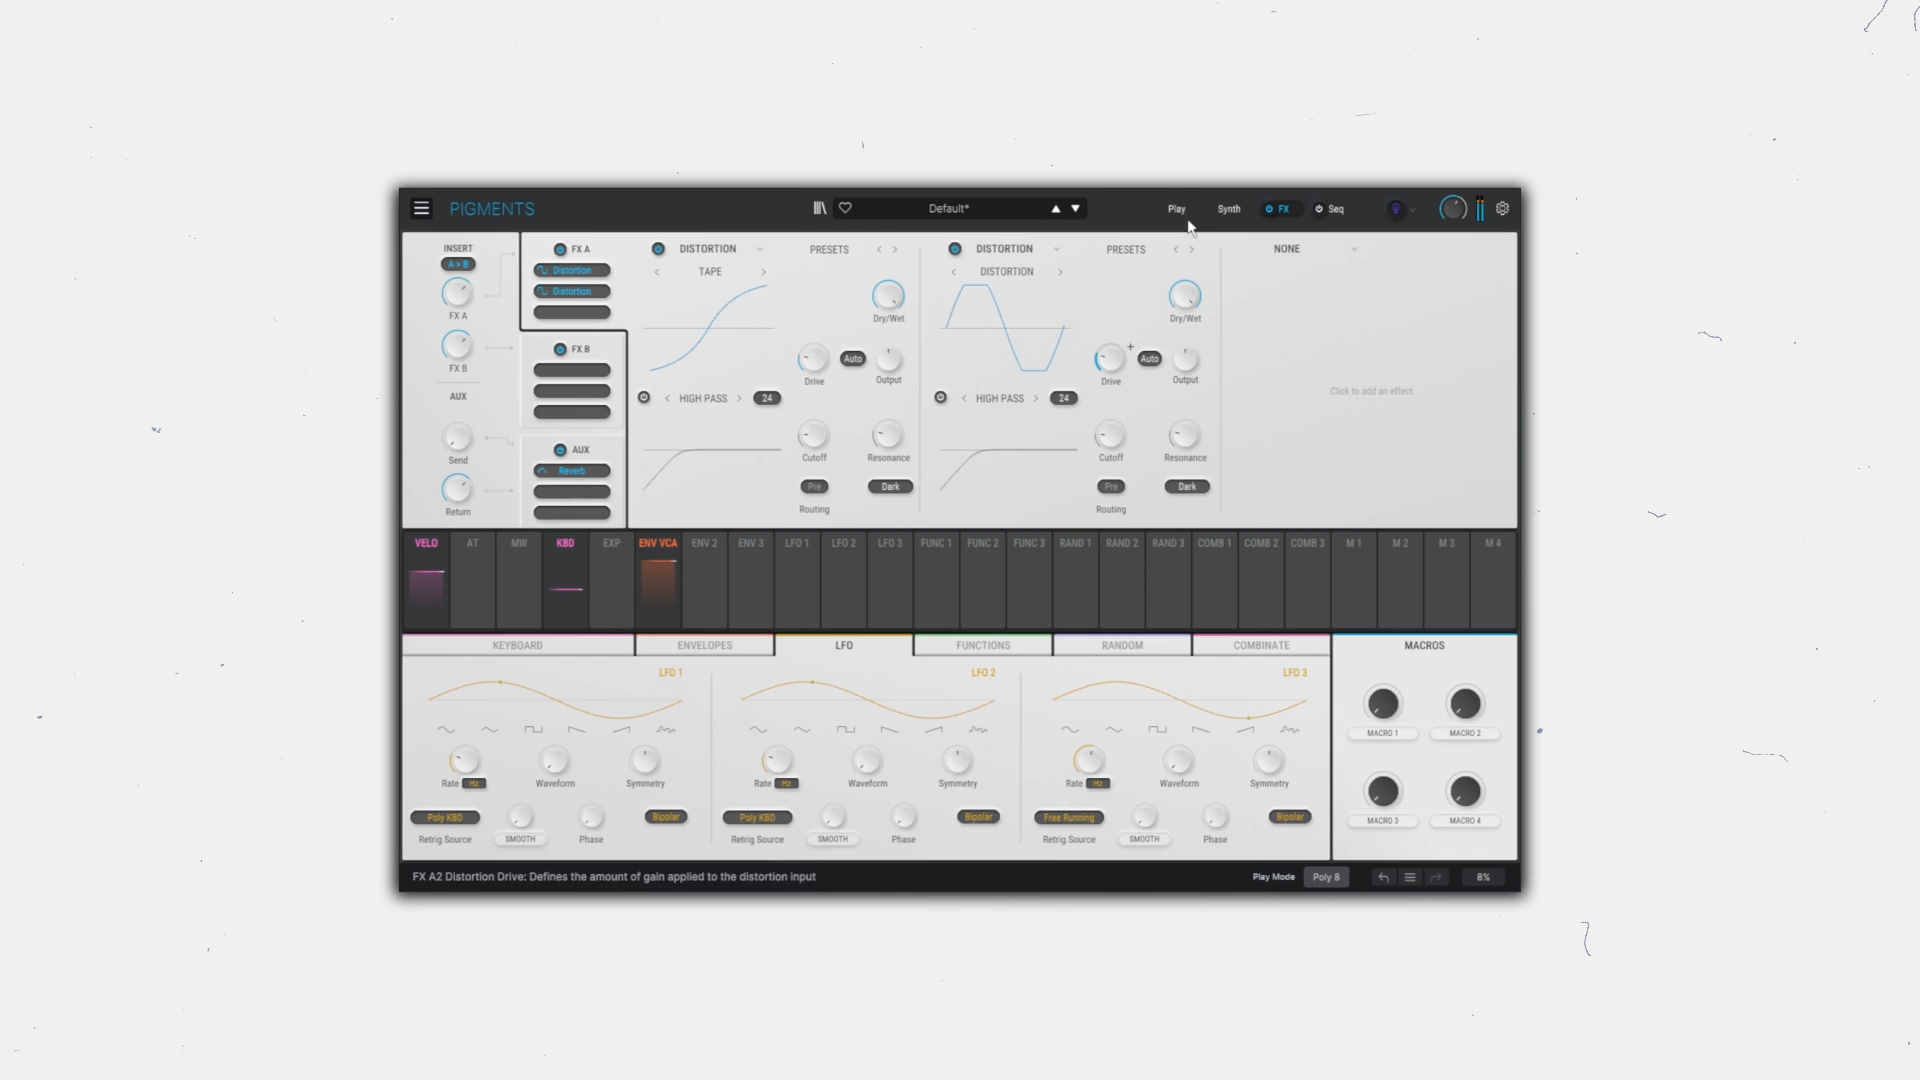 PIGMENTS
Default*
Play
Synth
FX
Seq
INSERT
A > B
FX A
FX B
AUX
Send
Return
FX A
Distortion
Distortion
FX B
AUX
Reverb
DISTORTION
PRESETS
TAPE
Dry/Wet
Drive
Auto
Output
HIGH PASS
24
Cutoff
Resonance
Pre
Dark
Routing
DISTORTION
PRESETS
DISTORTION
Dry/Wet
Drive
Auto
Output
HIGH PASS
24
Cutoff
Resonance
Pre
Dark
Routing
NONE
Click to add an effect
VELO AT MW KBD EXP ENV VCA ENV 2 ENV 3 LFO 1 LFO 2 LFO 3 FUNC 1 FUNC 2 FUNC 3 RAND 1 RAND 2 RAND 3 COMB 1 COMB 2 COMB 3 M 1 M 2 M 3 M 4
KEYBOARD ENVELOPES LFO FUNCTIONS RANDOM COMBINATE MACROS
LFO 1
Rate Hz Waveform Symmetry
Poly KBD Bipolar
Retrig Source SMOOTH Phase
LFO 2
Rate Hz Waveform Symmetry
Poly KBD Bipolar
Retrig Source SMOOTH Phase
LFO 3
Rate Hz Waveform Symmetry
Free Running Bipolar
Retrig Source SMOOTH Phase
MACRO 1 MACRO 2
MACRO 3 MACRO 4
FX A2 Distortion Drive: Defines the amount of gain applied to the distortion input
Play Mode Poly 8 8%